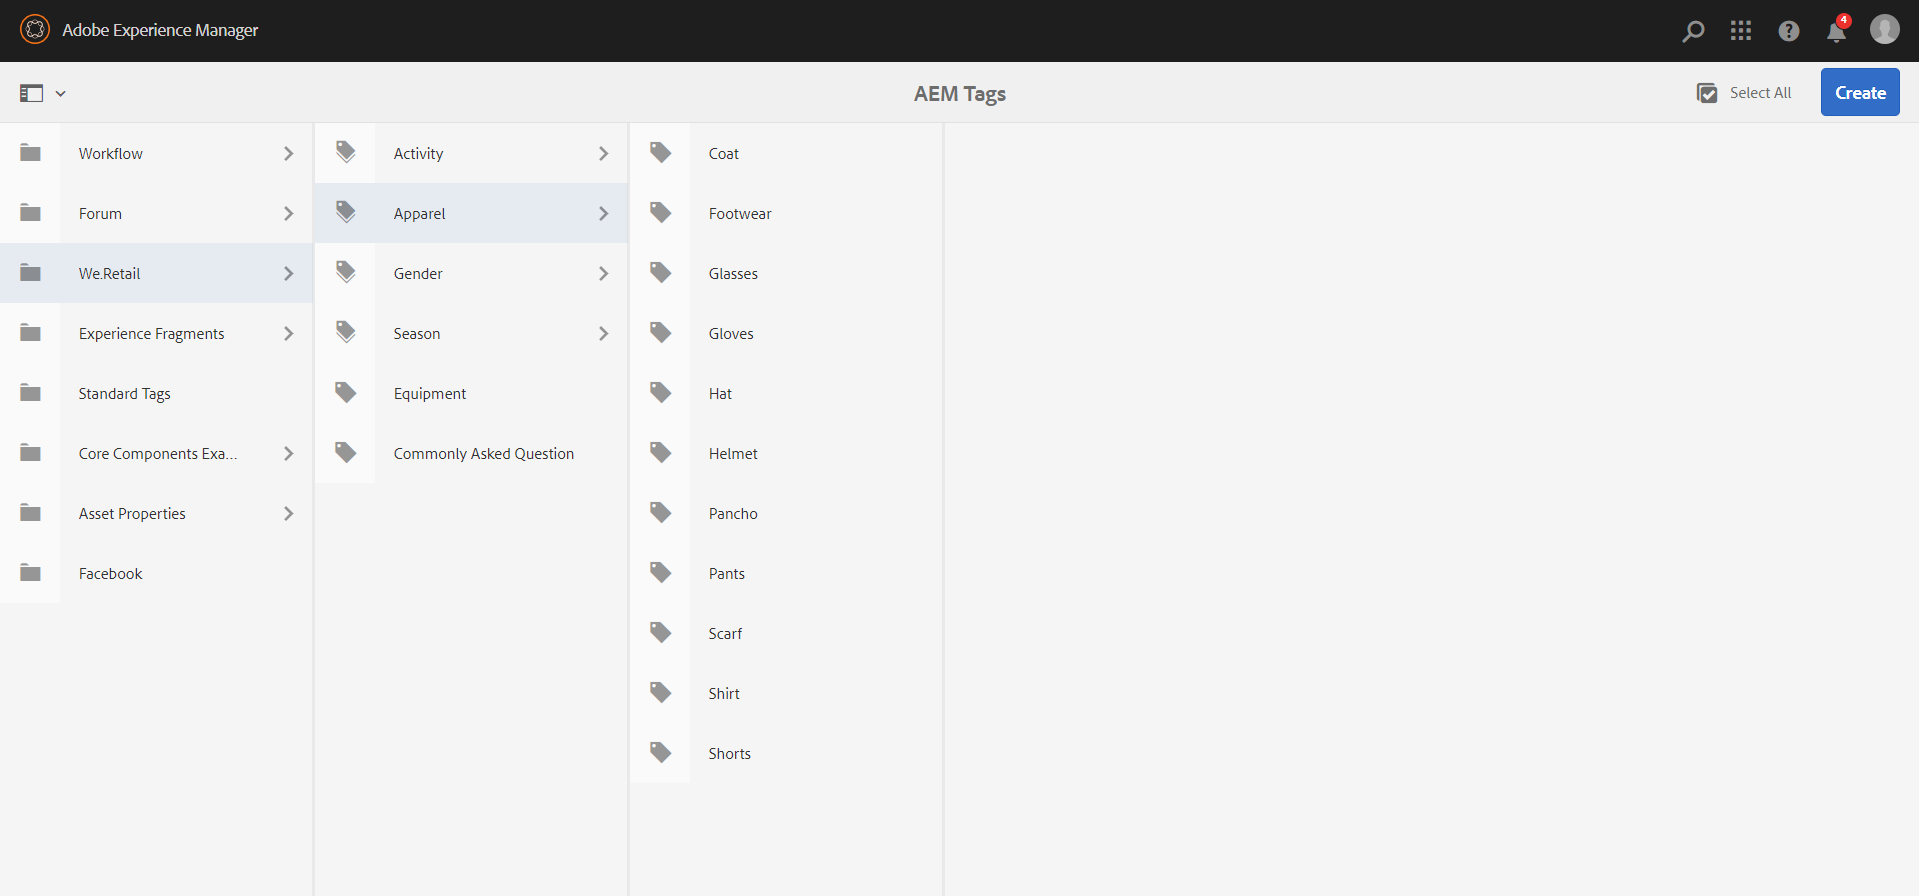 Adobe Experience Manager
4
AEM Tags
Select All
Create
Workflow
Forum
We.Retail
Experience Fragments
Standard Tags
Core Components Exa...
Asset Properties
Facebook
Activity
Apparel
Gender
Season
Equipment
Commonly Asked Question
Coat
Footwear
Glasses
Gloves
Hat
Helmet
Pancho
Pants
Scarf
Shirt
Shorts